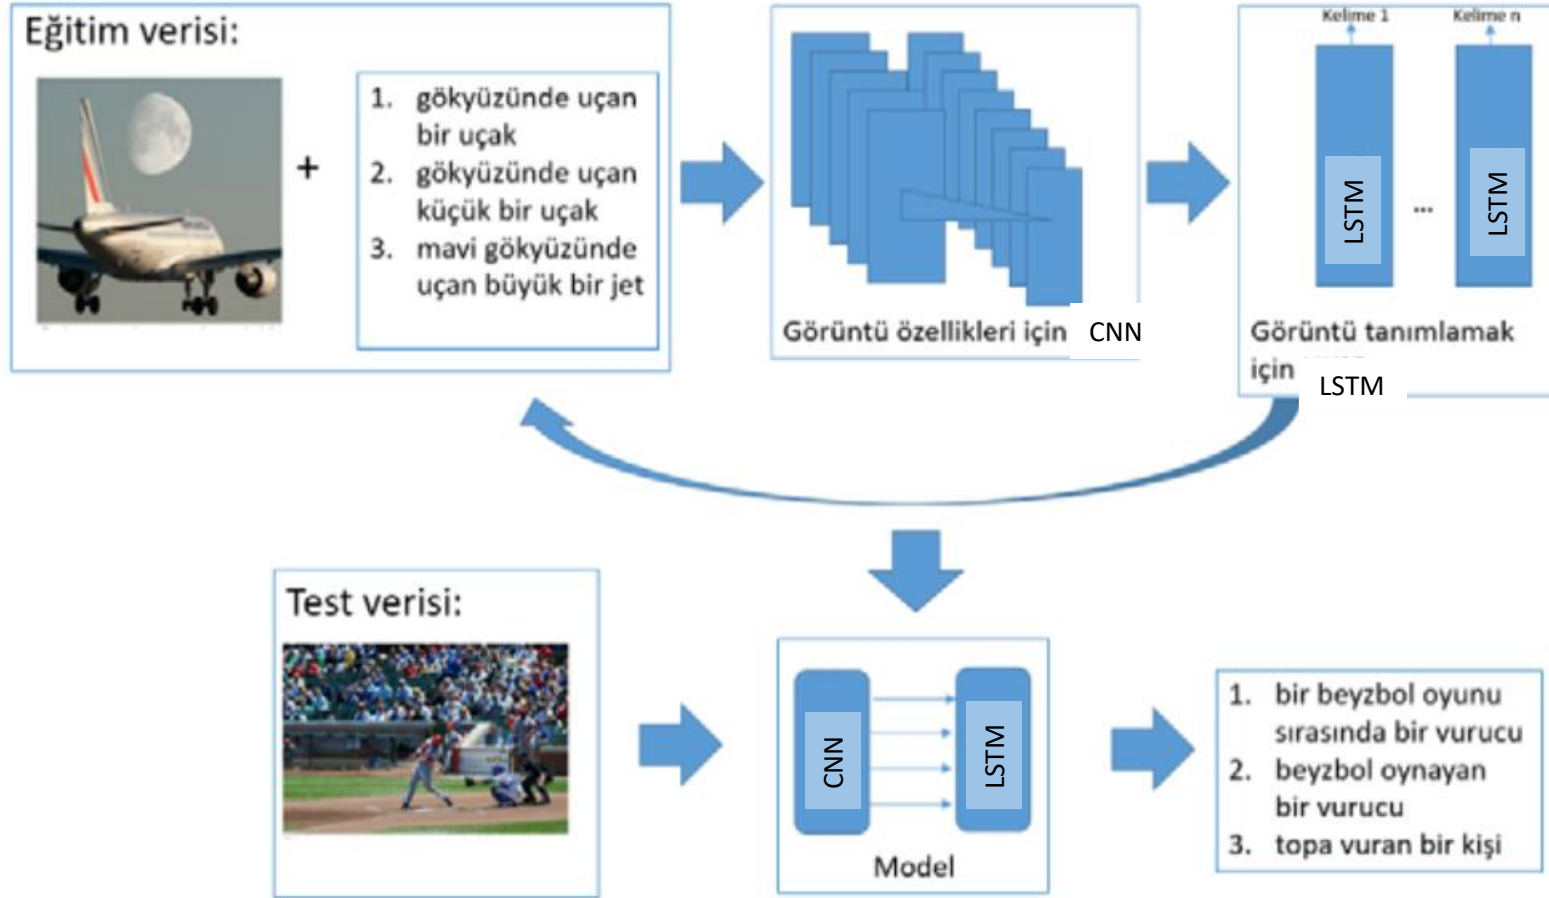 Eğitim verisi:
1. gökyüzünde uçan
bir uçak
2. gökyüzünde uçan
küçük bir uçak
3. mavi gökyüzünde
uçan büyük bir jet
+
Görüntü özellikleri için CNN
Kelime 1
Kelime n
LSTM
...
LSTM
Görüntü tanımlamak
için
LSTM
Test verisi:
CNN
LSTM
Model
1. bir beyzbol oyunu
sırasında bir vurucu
2. beyzbol oynayan
bir vurucu
3. topa vuran bir kişi